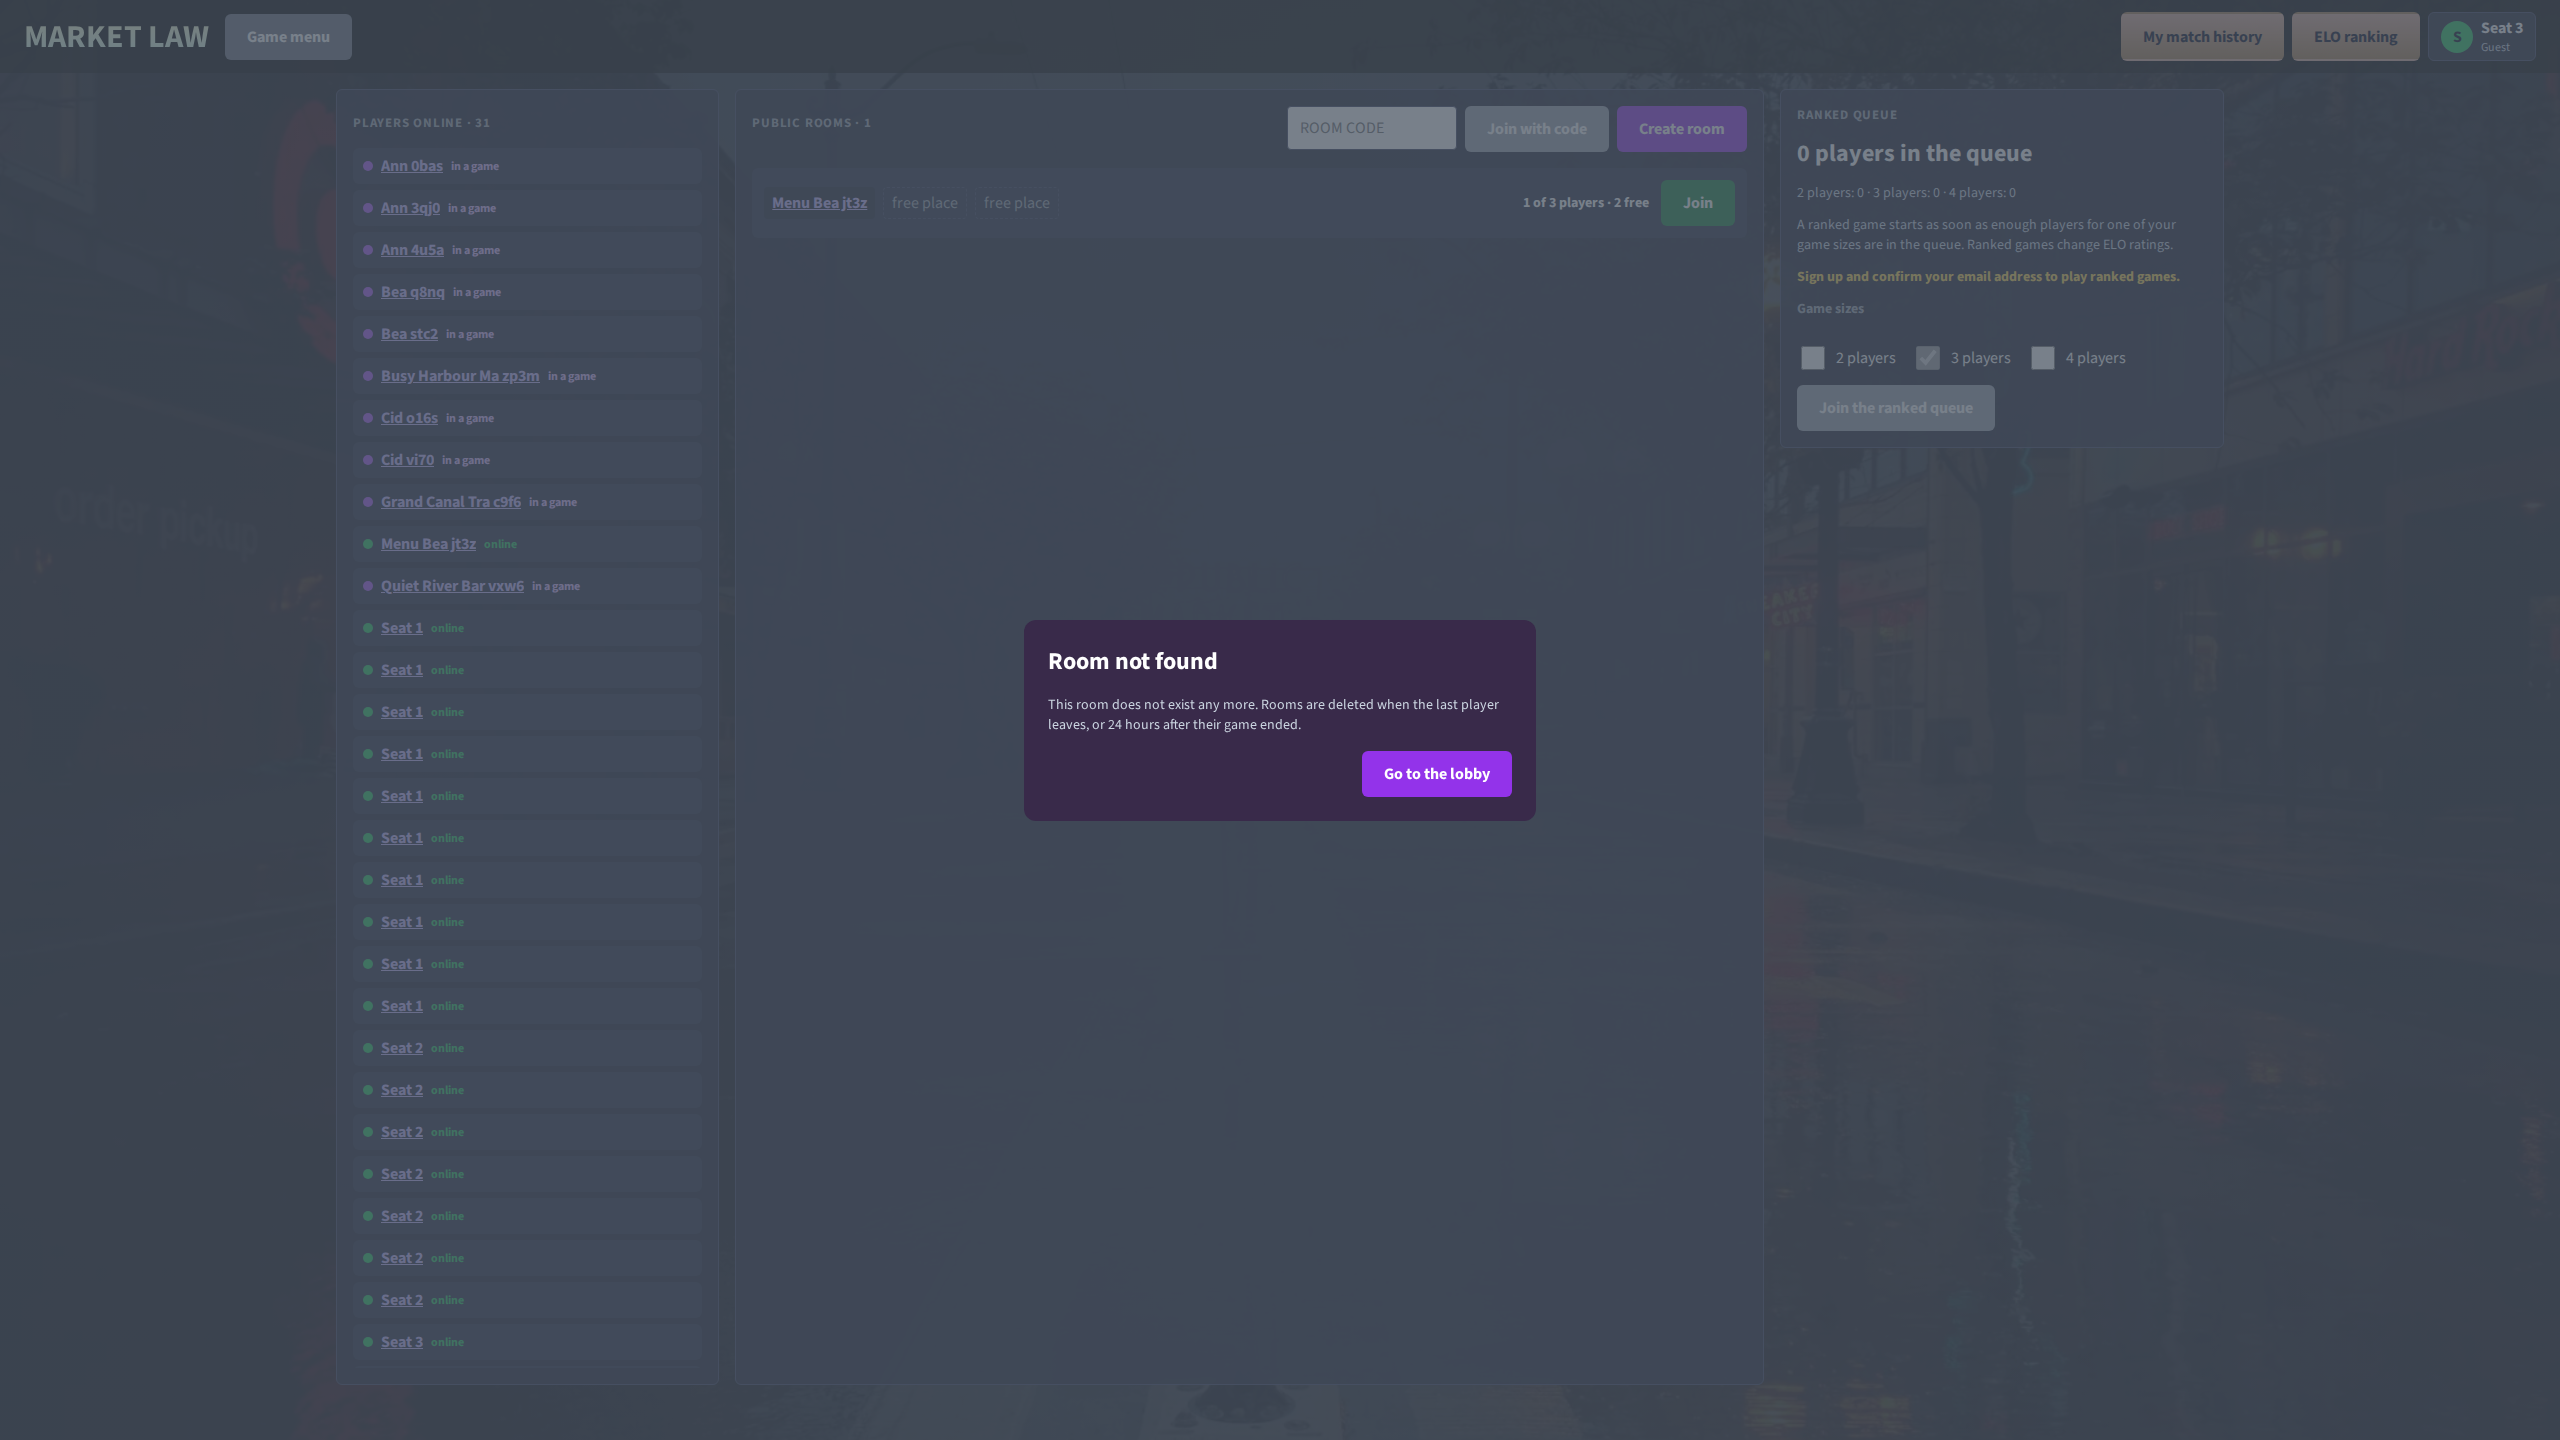 MARKET LAW
Game menu
My match history
ELO ranking
S
Seat 3
Guest
PLAYERS ONLINE · 31
Ann 0bas in a game
Ann 3qj0 in a game
Ann 4u5a in a game
Bea q8nq in a game
Bea stc2 in a game
Busy Harbour Ma zp3m in a game
Cid o16s in a game
Cid vi70 in a game
Grand Canal Tra c9f6 in a game
Menu Bea jt3z online
Quiet River Bar vxw6 in a game
Seat 1 online
Seat 1 online
Seat 1 online
Seat 1 online
Seat 1 online
Seat 1 online
Seat 1 online
Seat 1 online
Seat 1 online
Seat 1 online
Seat 2 online
Seat 2 online
Seat 2 online
Seat 2 online
Seat 2 online
Seat 2 online
Seat 2 online
Seat 3 online
PUBLIC ROOMS · 1
ROOM CODE
Join with code
Create room
Menu Bea jt3z free place free place
1 of 3 players · 2 free
Join
RANKED QUEUE
0 players in the queue
2 players: 0 · 3 players: 0 · 4 players: 0
A ranked game starts as soon as enough players for one of your
game sizes are in the queue. Ranked games change ELO ratings.
Sign up and confirm your email address to play ranked games.
Game sizes
2 players
3 players
4 players
Join the ranked queue
Room not found
This room does not exist any more. Rooms are deleted when the last player
leaves, or 24 hours after their game ended.
Go to the lobby
order pickup